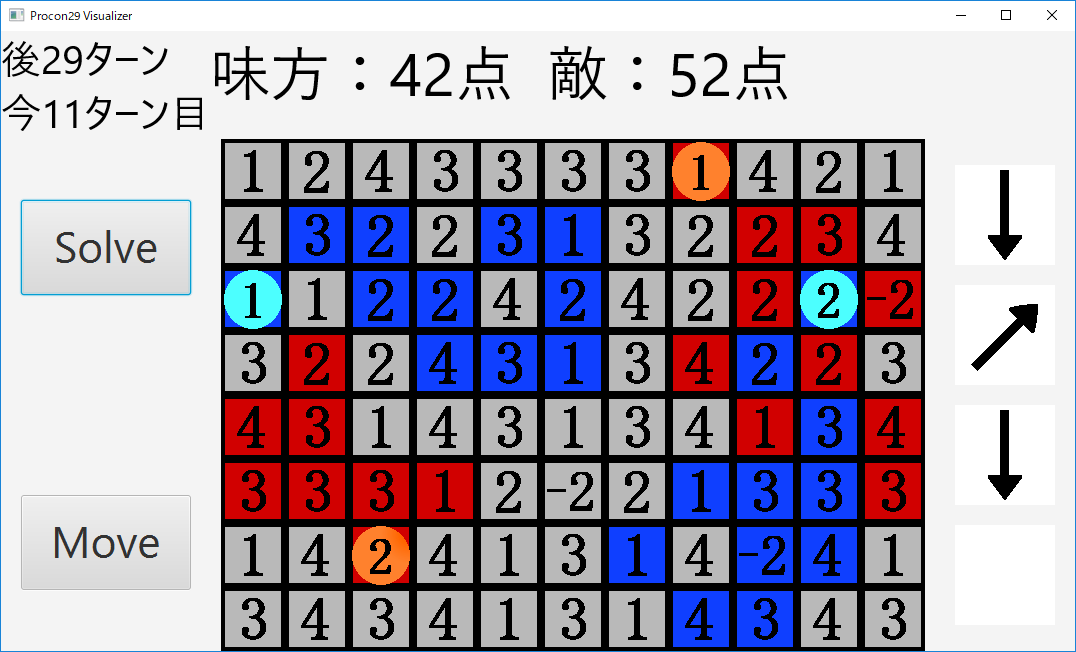 Procon29 Visualizer
後29ターン
今11ターン目
味方：42点 敵：52点
Solve
Move
1 2 4 3 3 3 3 1 4 2 1
4 3 2 2 3 1 3 2 2 3 4
1 1 2 2 4 2 4 2 2 2 -2
3 2 2 4 3 1 3 4 2 2 3
4 3 1 4 3 1 3 4 1 3 4
3 3 3 1 2 -2 2 1 3 3 3
1 4 2 4 1 3 1 4 -2 4 1
3 4 3 4 1 3 1 4 3 4 3